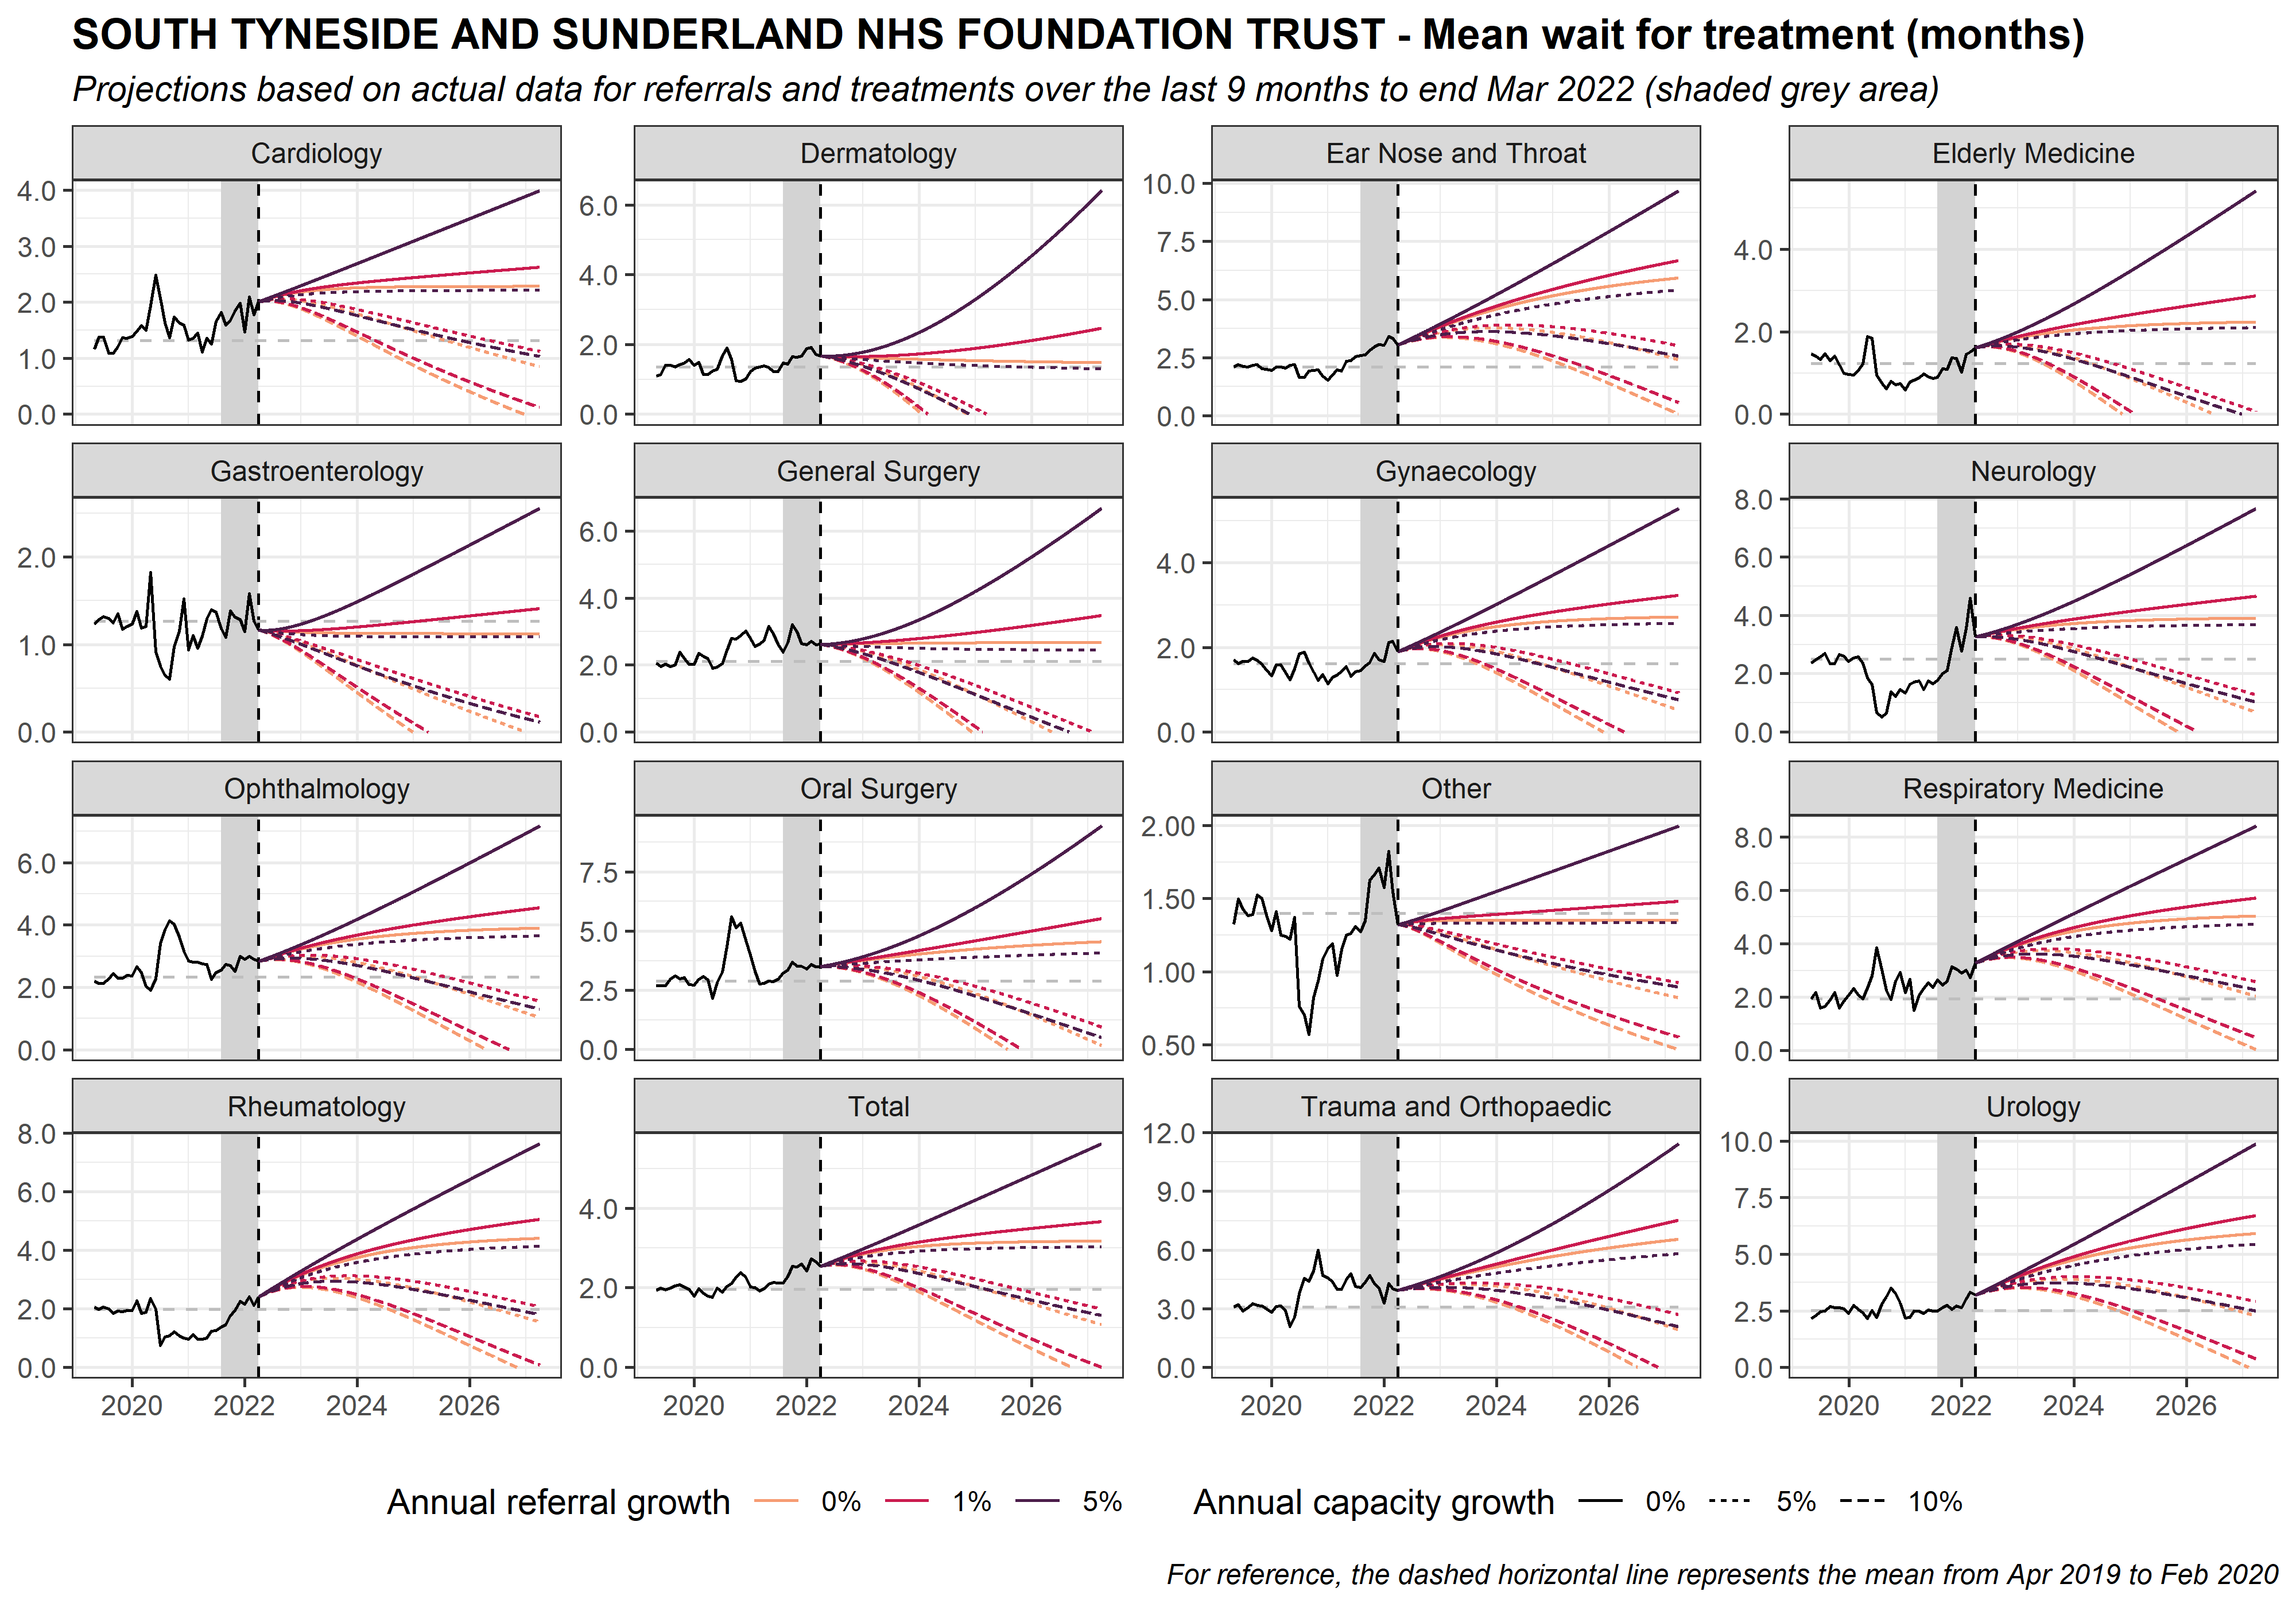 SOUTH TYNESIDE AND SUNDERLAND NHS FOUNDATION TRUST - Mean wait for treatment (months)
Projections based on actual data for referrals and treatments over the last 9 months to end Mar 2022 (shaded grey area)
Cardiology
Dermatology
Ear Nose and Throat
Elderly Medicine
4.0
3.0
2.0
1.0
0.0
6.0
4.0
2.0
0.0
10.0
7.5
5.0
2.5
0.0
4.0
2.0
0.0
Gastroenterology
General Surgery
Gynaecology
Neurology
2.0
1.0
0.0
6.0
4.0
2.0
0.0
4.0
2.0
0.0
8.0
6.0
4.0
2.0
0.0
Ophthalmology
Oral Surgery
Other
Respiratory Medicine
6.0
4.0
2.0
0.0
7.5
5.0
2.5
0.0
2.00
1.50
1.00
0.50
8.0
6.0
4.0
2.0
0.0
Rheumatology
Total
Trauma and Orthopaedic
Urology
8.0
6.0
4.0
2.0
0.0
4.0
2.0
0.0
12.0
9.0
6.0
3.0
0.0
10.0
7.5
5.0
2.5
0.0
2020 2022 2024 2026
2020 2022 2024 2026
2020 2022 2024 2026
2020 2022 2024 2026
Annual referral growth 0% 1% 5%
Annual capacity growth 0% 5% 10%
For reference, the dashed horizontal line represents the mean from Apr 2019 to Feb 2020